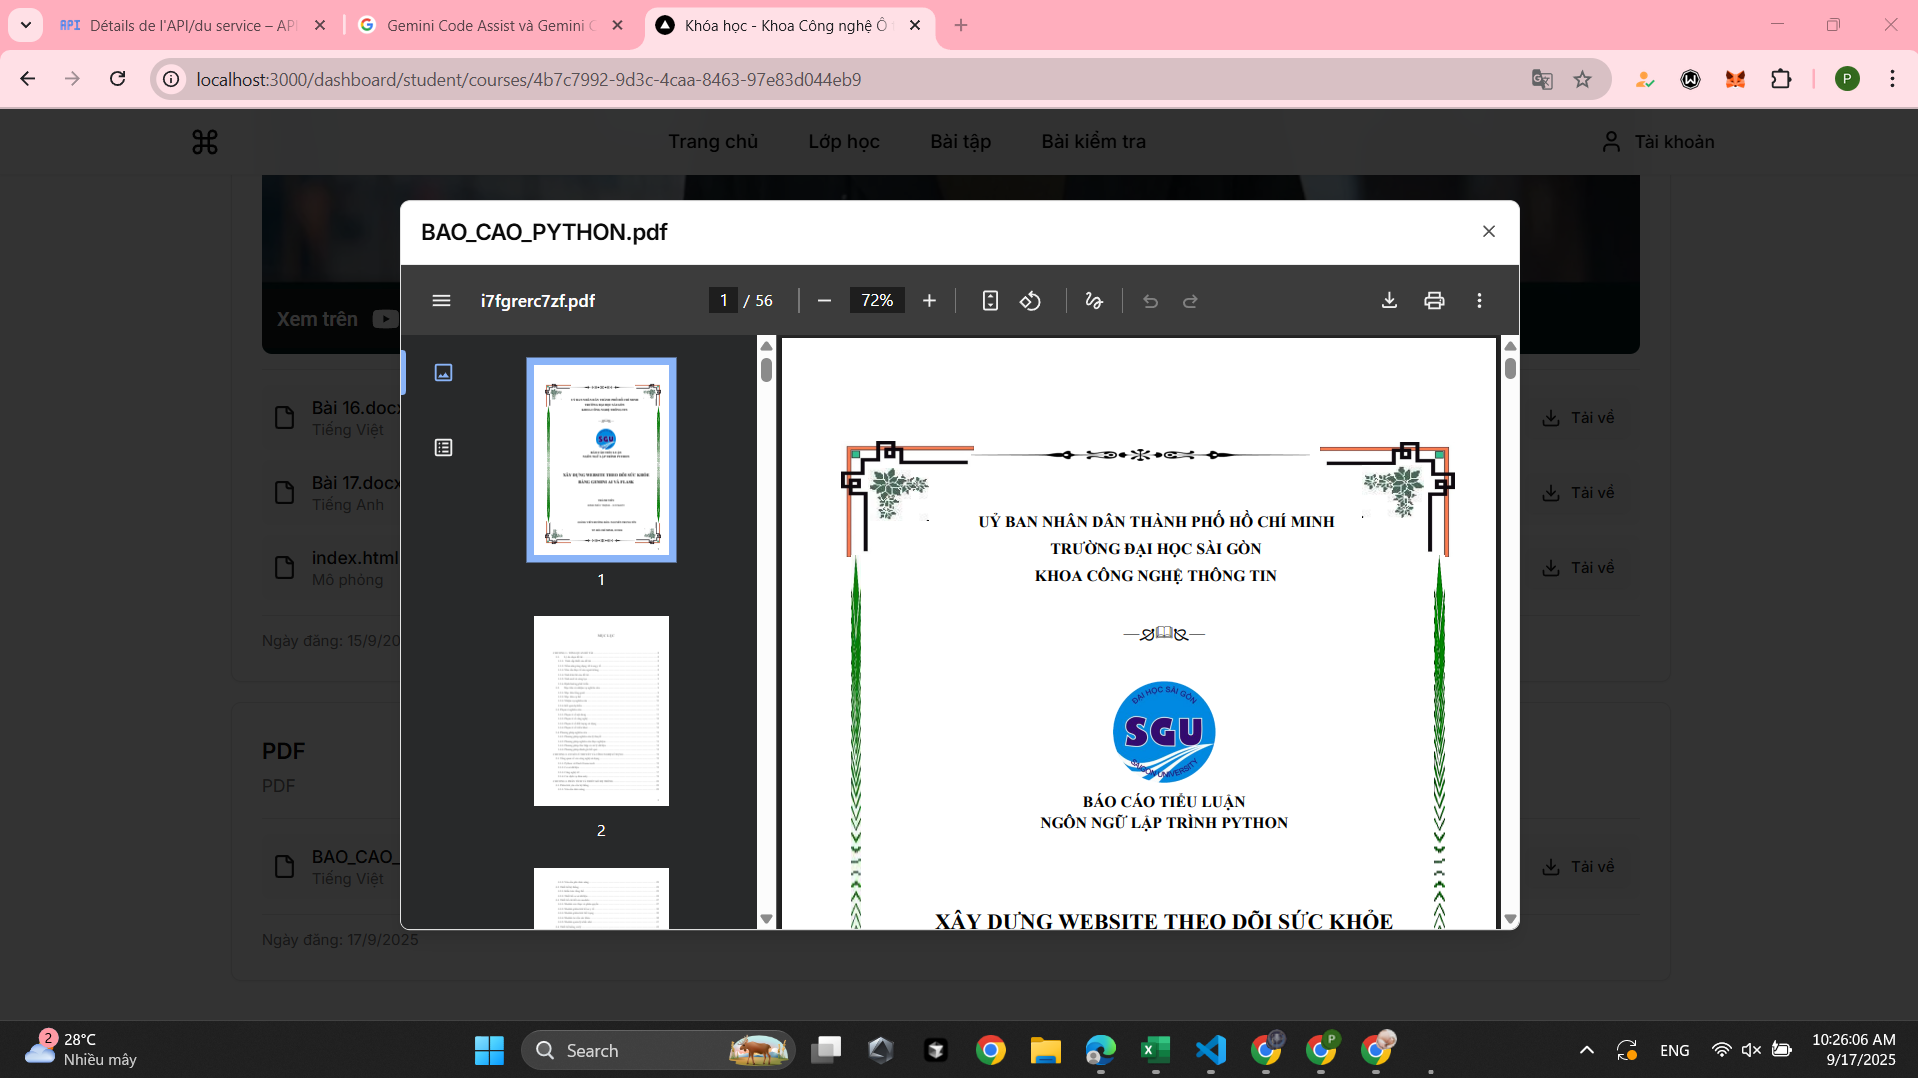 Détails de l'API/du service – API
Gemini Code Assist và Gemini C
Khóa học - Khoa Công nghệ Ô
localhost:3000/dashboard/student/courses/4b7c7992-9d3c-4caa-8463-97e83d044eb9
P
Trang chủ
Lớp học
Bài tập
Bài kiểm tra
Tài khoản
BAO_CAO_PYTHON.pdf
i7fgrerc7zf.pdf
1 / 56
72%
Xem trên
Bài 16.docx
Tiếng Việt
Tải về
Bài 17.docx
Tiếng Anh
Tải về
index.html
Mô phỏng
Tải về
Ngày đăng: 15/9/20
PDF
PDF
BAO_CAO_
Tiếng Việt
Tải về
Ngày đăng: 17/9/2025
1
2
UỶ BAN NHÂN DÂN THÀNH PHỐ HỒ CHÍ MINH
TRƯỜNG ĐẠI HỌC SÀI GÒN
KHOA CÔNG NGHỆ THÔNG TIN
ĐẠI HỌC SÀI GÒN
SGU
SAIGON UNIVERSITY
BÁO CÁO TIỂU LUẬN
NGÔN NGỮ LẬP TRÌNH PYTHON
XÂY DỰNG WEBSITE THEO DÕI SỨC KHỎE
2
28°C
Nhiều mây
Search
P
ENG
10:26:06 AM
9/17/2025